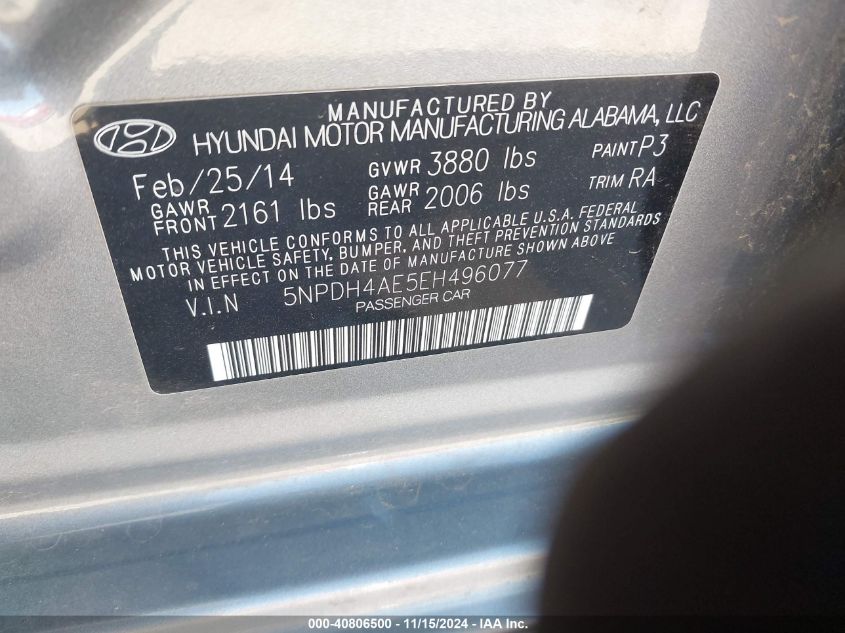 MANUFACTURED BY
HYUNDAI MOTOR MANUFACTURING ALABAMA, LLC
Feb/25/14 GVWR 3880 lbs PAINT P3
GAWR FRONT 2161 lbs GAWR REAR 2006 lbs TRIM RA
THIS VEHICLE CONFORMS TO ALL APPLICABLE U.S.A. FEDERAL
MOTOR VEHICLE SAFETY, BUMPER, AND THEFT PREVENTION STANDARDS
IN EFFECT ON THE DATE OF MANUFACTURE SHOWN ABOVE
V.I.N 5NPDH4AE5EH496077
PASSENGER CAR
000-40806500 - 11/15/2024 - IAA Inc.